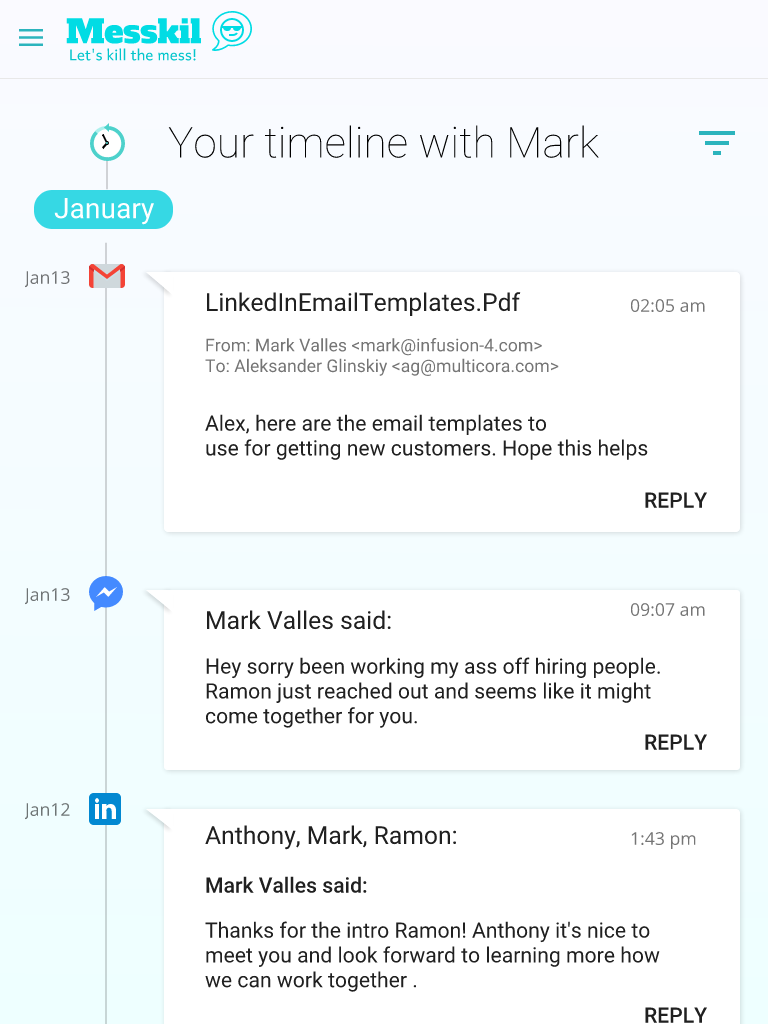 Messkil
Let's kill the mess!
Your timeline with Mark
January
Jan13
LinkedInEmailTemplates.Pdf
02:05 am
From: Mark Valles <mark@infusion-4.com>
To: Aleksander Glinskiy <ag@multicora.com>
Alex, here are the email templates to
use for getting new customers. Hope this helps
REPLY
Jan13
09:07 am
Mark Valles said:
Hey sorry been working my ass off hiring people.
Ramon just reached out and seems like it might
come together for you.
REPLY
Jan12
in
Anthony, Mark, Ramon:
1:43 pm
Mark Valles said:
Thanks for the intro Ramon! Anthony it's nice to
meet you and look forward to learning more how
we can work together .
REPLY